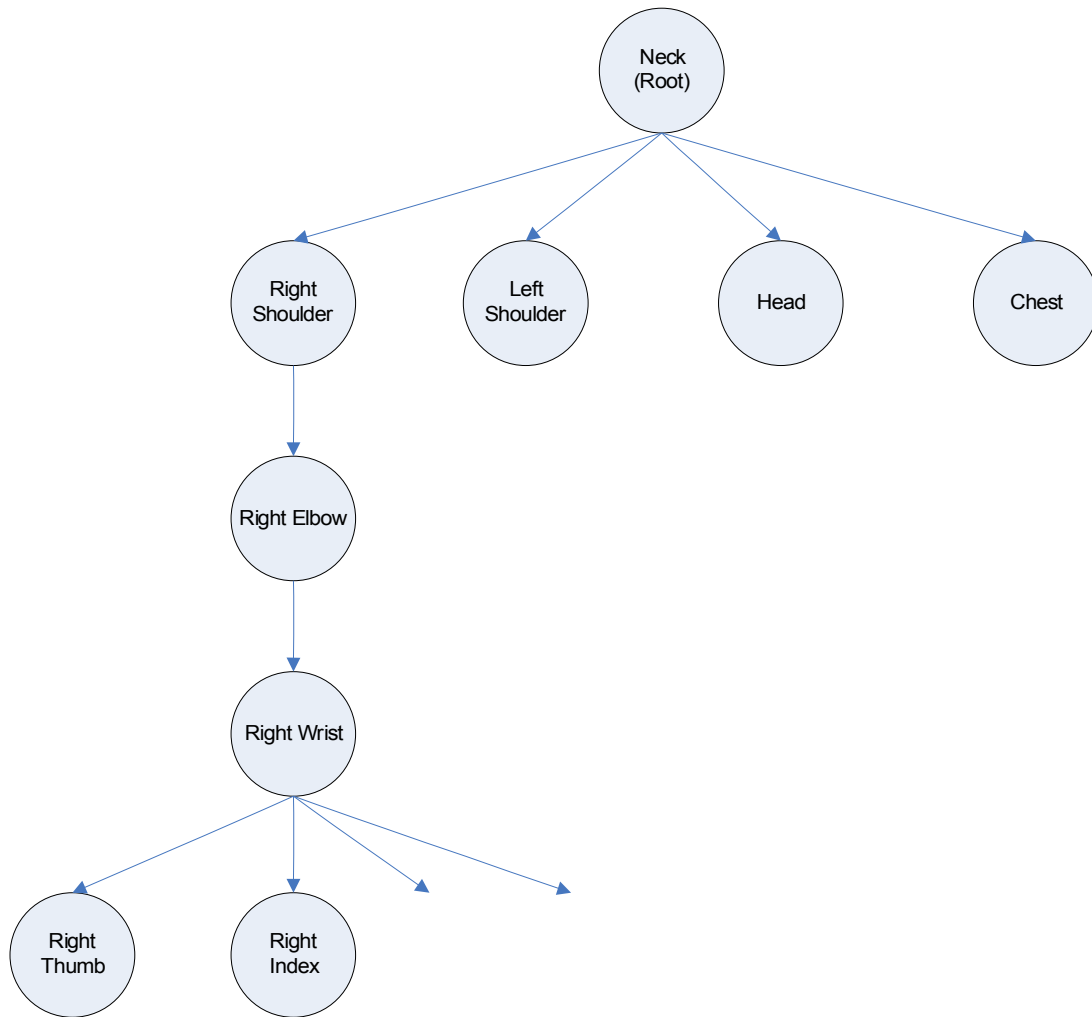 Neck
(Root)
Right
Shoulder
Left
Shoulder
Head
Chest
Right Elbow
Right Wrist
Right
Thumb
Right
Index